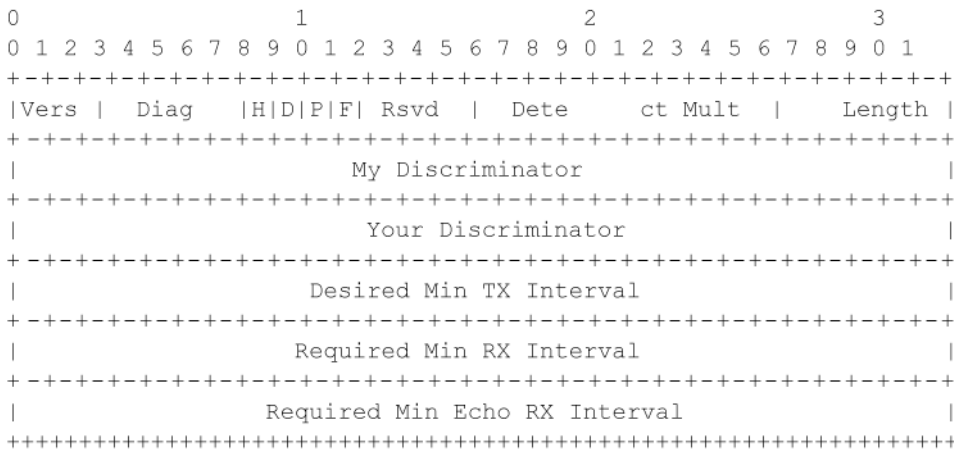 0                   1                   2                   3
0 1 2 3 4 5 6 7 8 9 0 1 2 3 4 5 6 7 8 9 0 1 2 3 4 5 6 7 8 9 0 1
+-+-+-+-+-+-+-+-+-+-+-+-+-+-+-+-+-+-+-+-+-+-+-+-+-+-+-+-+-+-+-+-+
|Vers |  Diag   |H|D|P|F| Rsvd  |  Dete     ct Mult  |    Length |
+ -+-+-+-+-+-+-+-+-+-+-+-+-+-+-+-+-+-+-+-+-+-+-+-+-+-+-+-+-+-+-+-+
|                       My Discriminator                         |
+ -+-+-+-+-+-+-+-+-+-+-+-+-+-+-+-+-+-+-+-+-+-+-+-+-+-+-+-+-+-+-+-+
|                        Your Discriminator                      |
+ -+-+-+-+-+-+-+-+-+-+-+-+-+-+-+-+-+-+-+-+-+-+-+-+-+-+-+-+-+-+-+-+
|                    Desired Min TX Interval                     |
+ -+-+-+-+-+-+-+-+-+-+-+-+-+-+-+-+-+-+-+-+-+-+-+-+-+-+-+-+-+-+-+-+
|                   Required Min RX Interval                     |
+ -+-+-+-+-+-+-+-+-+-+-+-+-+-+-+-+-+-+-+-+-+-+-+-+-+-+-+-+-+-+-+-+
|                 Required Min Echo RX Interval                  |
++++++++++++++++++++++++++++++++++++++++++++++++++++++++++++++++++